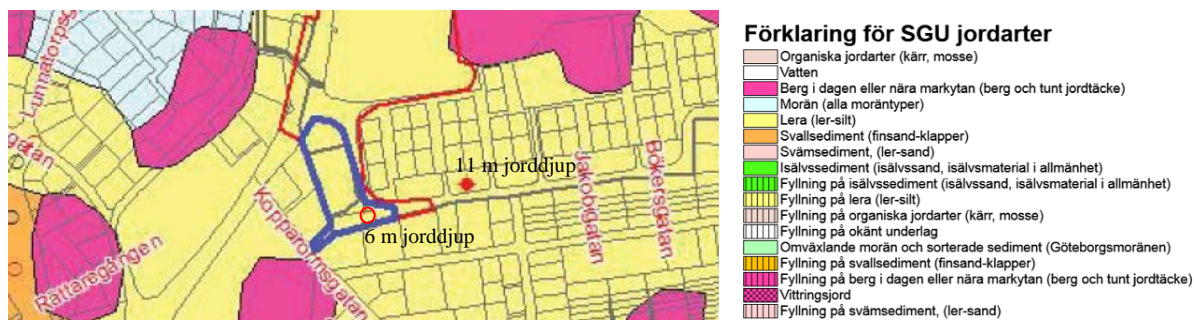 Lunnatorpsg
gatan
Rättaregången
Kopparormsgatan
11 m jorddjup
6 m jorddjup
Jakobigatan
Bökersgatan
Förklaring för SGU jordarter
Organiska jordarter (kärr, mosse)
Vatten
Berg i dagen eller nära markytan (berg och tunt jordtäcke)
Morän (alla moräntyper)
Lera (ler-silt)
Svallsediment (finsand-klapper)
Svämsediment, (ler-sand)
Isälvssediment (isälvssand, isälvsmaterial i allmänhet)
Fyllning på isälvssediment (isälvssand, isälvsmaterial i allmänhet)
Fyllning på lera (ler-silt)
Fyllning på organiska jordarter (kärr, mosse)
Fyllning på okänt underlag
Omväxlande morän och sorterade sediment (Göteborgsmoränen)
Fyllning på svallsediment (finsand-klapper)
Fyllning på berg i dagen eller nära markytan (berg och tunt jordtäcke)
Vittringsjord
Fyllning på svämsediment, (ler-sand)